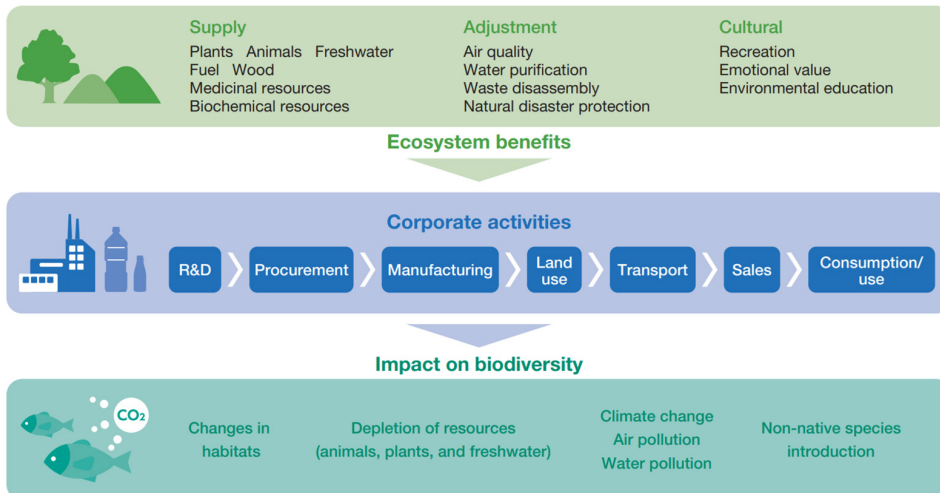 Supply
Plants Animals Freshwater
Fuel Wood
Medicinal resources
Biochemical resources
Adjustment
Air quality
Water purification
Waste disassembly
Natural disaster protection
Cultural
Recreation
Emotional value
Environmental education
Ecosystem benefits
Corporate activities
R&D
Procurement
Manufacturing
Land
use
Transport
Sales
Consumption/
use
Impact on biodiversity
CO₂
Changes in
habitats
Depletion of resources
(animals, plants, and freshwater)
Climate change
Air pollution
Water pollution
Non-native species
introduction